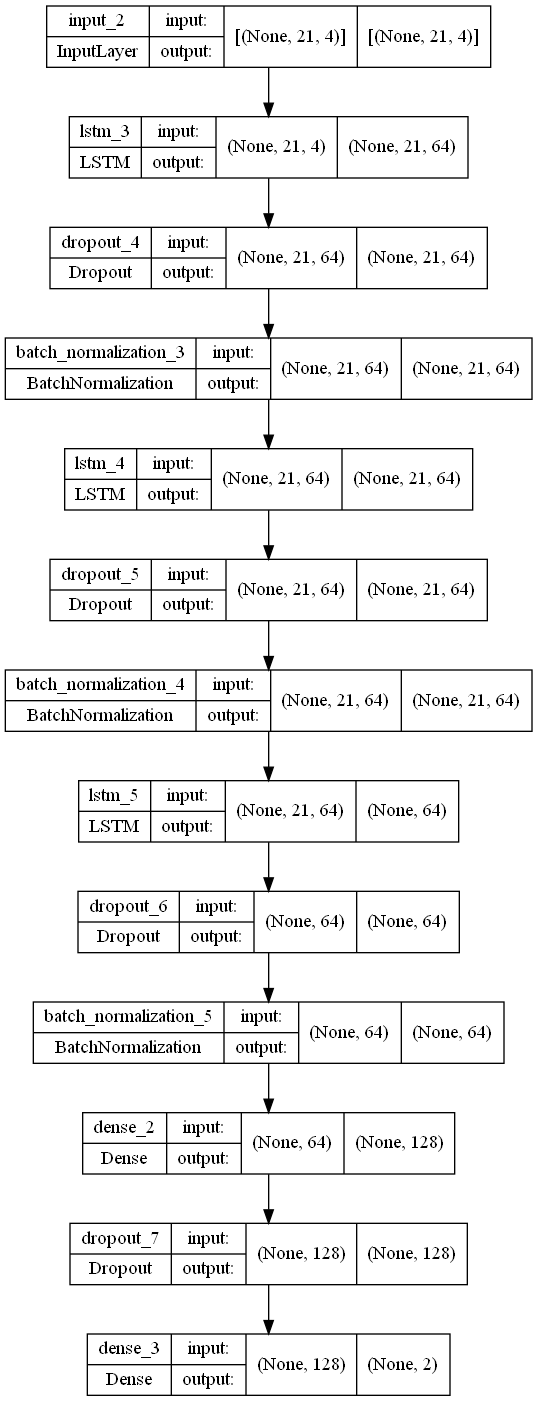 input_2 input: [(None, 21, 4)] [(None, 21, 4)]
InputLayer output:
lstm_3 input: (None, 21, 4) (None, 21, 64)
LSTM output:
dropout_4 input: (None, 21, 64) (None, 21, 64)
Dropout output:
batch_normalization_3 input: (None, 21, 64) (None, 21, 64)
BatchNormalization output:
lstm_4 input: (None, 21, 64) (None, 21, 64)
LSTM output:
dropout_5 input: (None, 21, 64) (None, 21, 64)
Dropout output:
batch_normalization_4 input: (None, 21, 64) (None, 21, 64)
BatchNormalization output:
lstm_5 input: (None, 21, 64) (None, 64)
LSTM output:
dropout_6 input: (None, 64) (None, 64)
Dropout output:
batch_normalization_5 input: (None, 64) (None, 64)
BatchNormalization output:
dense_2 input: (None, 64) (None, 128)
Dense output:
dropout_7 input: (None, 128) (None, 128)
Dropout output:
dense_3 input: (None, 128) (None, 2)
Dense output: